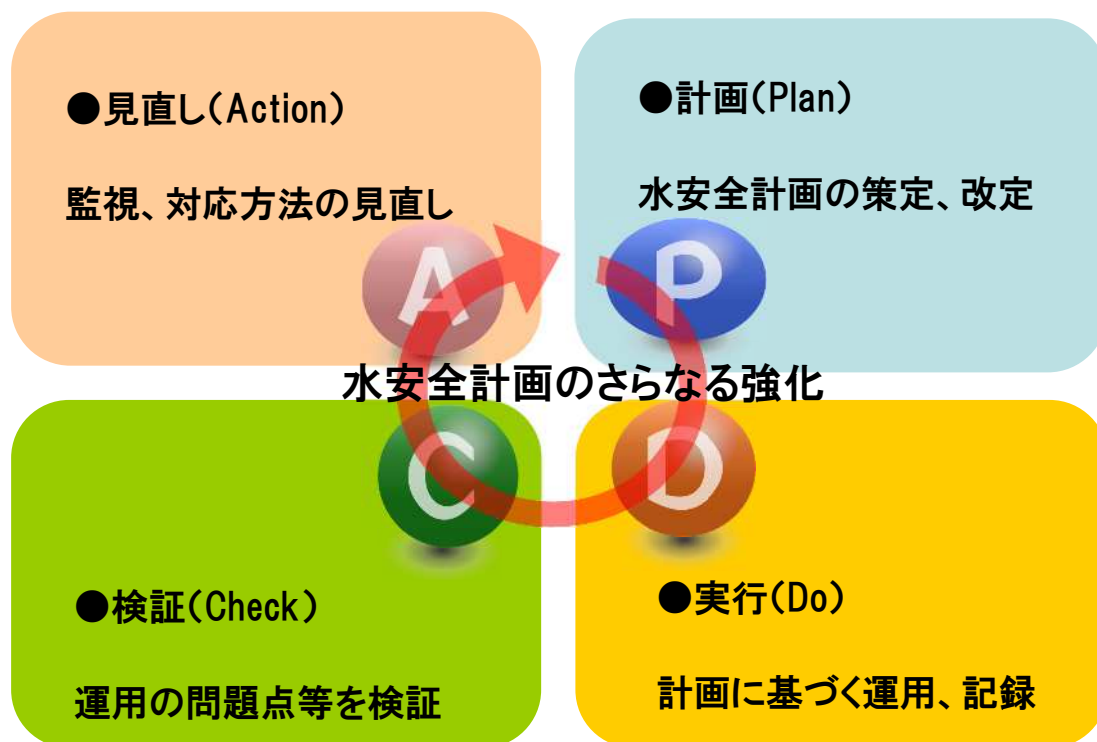 ●見直し(Action)
監視、対応方法の見直し
●計画(Plan)
水安全計画の策定、改定
A
P
水安全計画のさらなる強化
C
D
●検証(Check)
運用の問題点等を検証
●実行(Do)
計画に基づく運用、記録